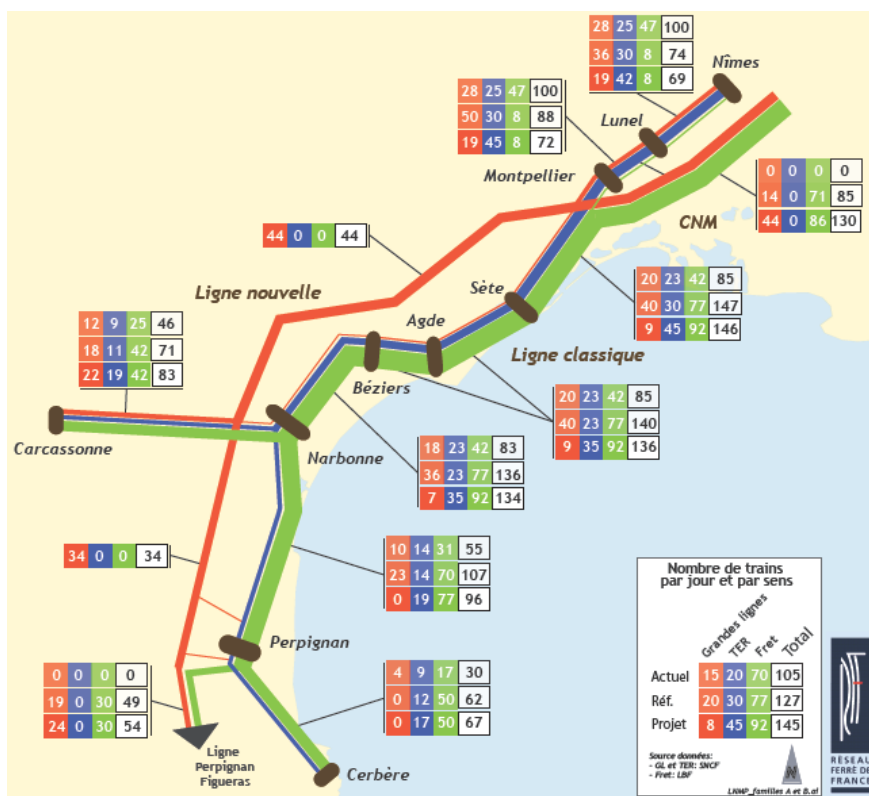 28 25 47 100
36 30 8 74
19 42 8 69
Nîmes
28 25 47 100
50 30 8 88
19 45 8 72
Lunel
Montpellier
0 0 0 0
14 0 71 85
44 0 86 130
CNM
44 0 0 44
20 23 42 85
40 30 77 147
9 45 92 146
Ligne nouvelle
Sète
Agde
12 9 25 46
18 11 42 71
22 19 42 83
Ligne classique
Béziers
20 23 42 85
40 23 77 140
9 35 92 136
Carcassonne
Narbonne
18 23 42 83
36 23 77 136
7 35 92 134
34 0 0 34
10 14 31 55
23 14 70 107
0 19 77 96
Perpignan
0 0 0 0
19 0 30 49
24 0 30 54
4 9 17 30
0 12 50 62
0 17 50 67
Ligne
Perpignan
Figueras
Cerbère
Nombre de trains
par jour et par sens
Grandes lignes
TER
Fret
Total
Actuel 15 20 70 105
Réf. 20 30 77 127
Projet 8 45 92 145
Source données:
- GL et TER: SNCF
- Fret: LBF
N
LNMP_familles A et B.ai
RÉSEAU
FERRÉ DE
FRANCE